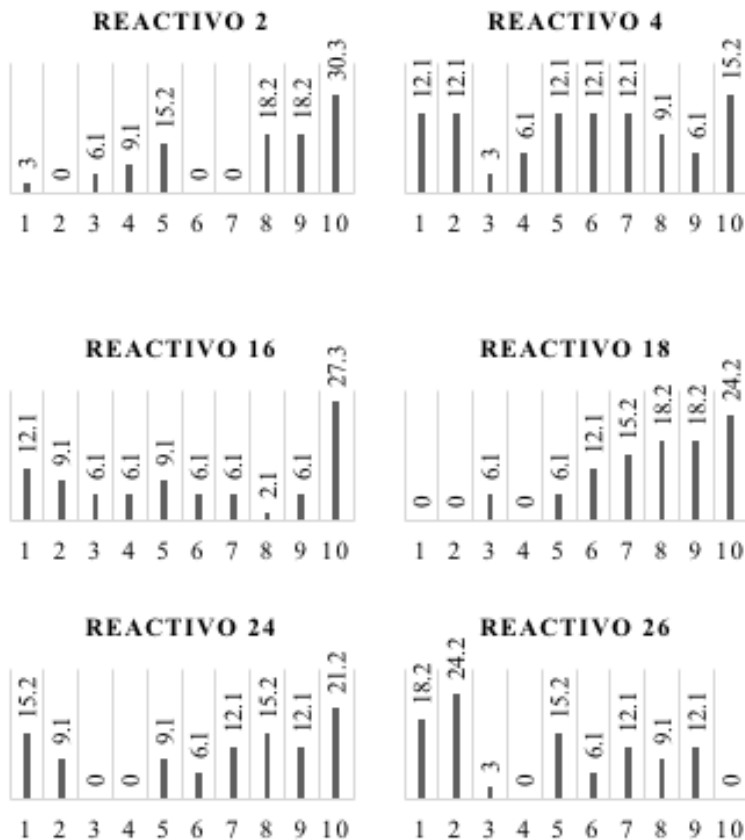 REACTIVO 2
3 0 6.1 9.1 15.2 0 0 18.2 18.2 30.3
1 2 3 4 5 6 7 8 9 10
REACTIVO 4
12.1 12.1 3 6.1 12.1 12.1 12.1 9.1 6.1 15.2
1 2 3 4 5 6 7 8 9 10
REACTIVO 16
12.1 9.1 6.1 6.1 9.1 6.1 6.1 2.1 6.1 27.3
1 2 3 4 5 6 7 8 9 10
REACTIVO 18
0 0 6.1 0 6.1 12.1 15.2 18.2 18.2 24.2
1 2 3 4 5 6 7 8 9 10
REACTIVO 24
15.2 9.1 0 0 9.1 6.1 12.1 15.2 12.1 21.2
1 2 3 4 5 6 7 8 9 10
REACTIVO 26
18.2 24.2 3 0 15.2 6.1 12.1 9.1 12.1 0
1 2 3 4 5 6 7 8 9 10